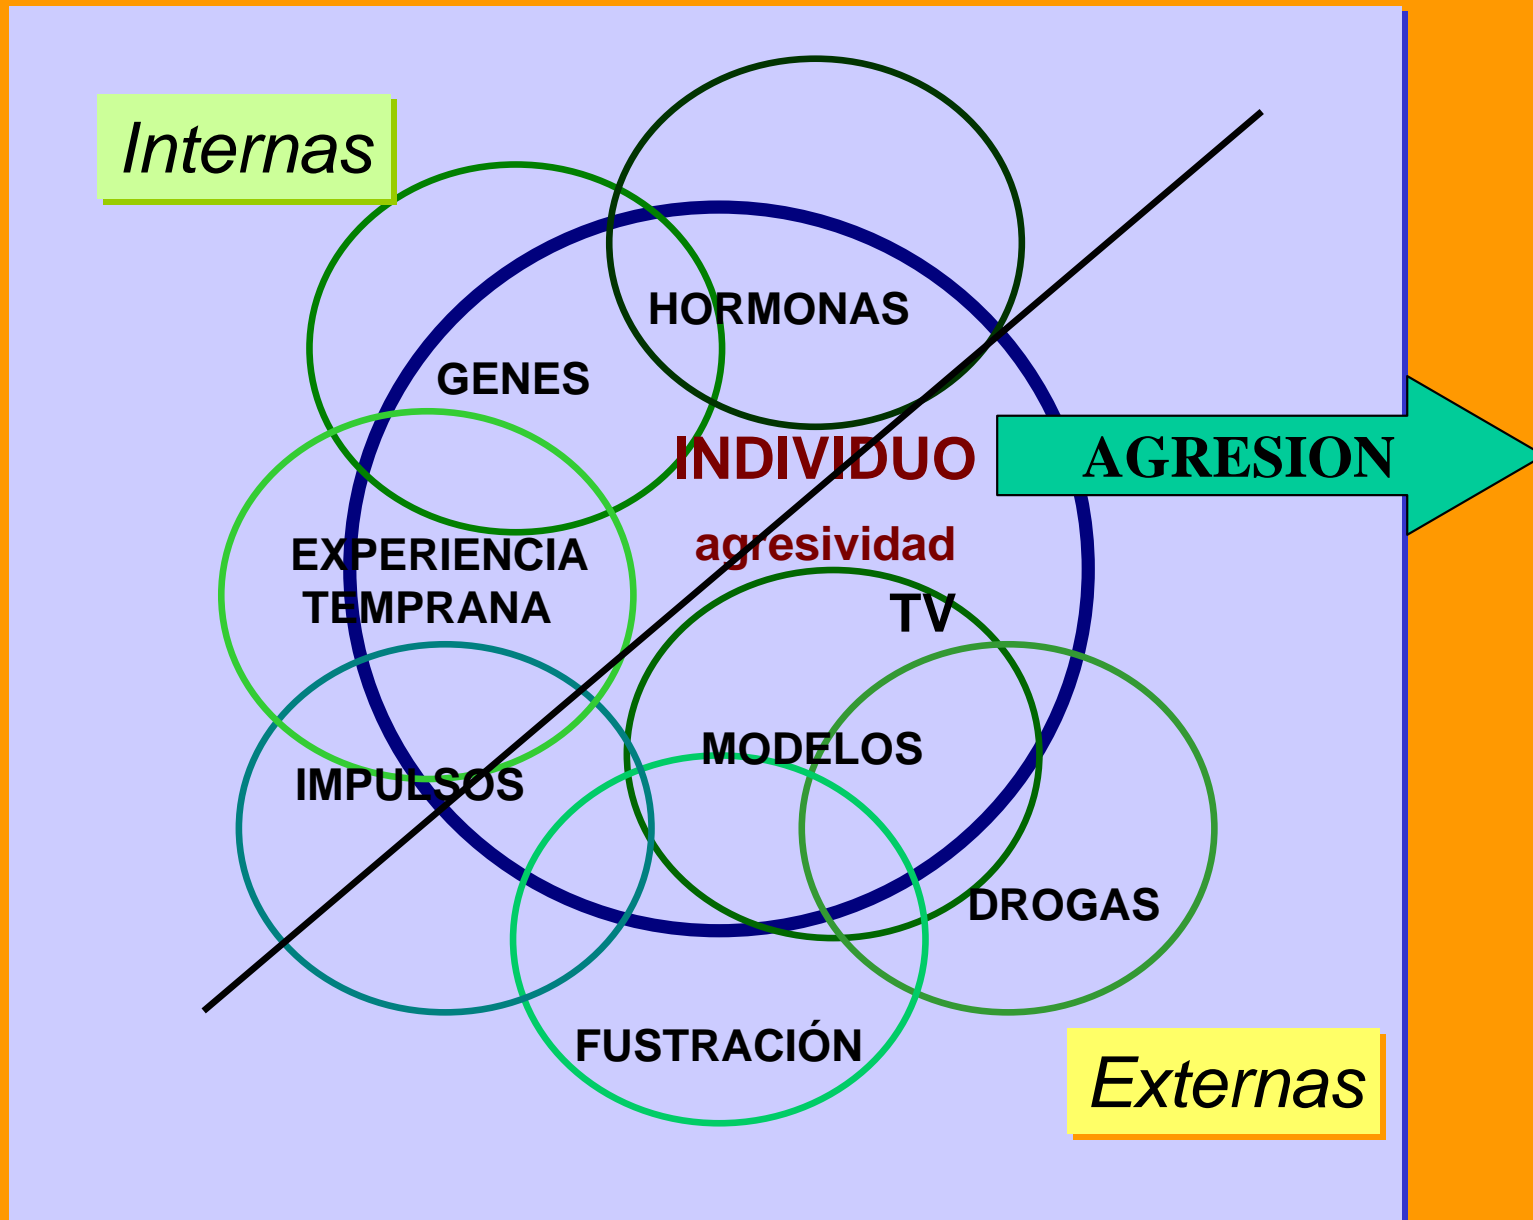 Internas
HORMONAS
GENES
INDIVIDUO
AGRESION
EXPERIENCIA
TEMPRANA
agresividad
TV
MODELOS
IMPULSOS
DROGAS
FUSTRACIÓN
Externas